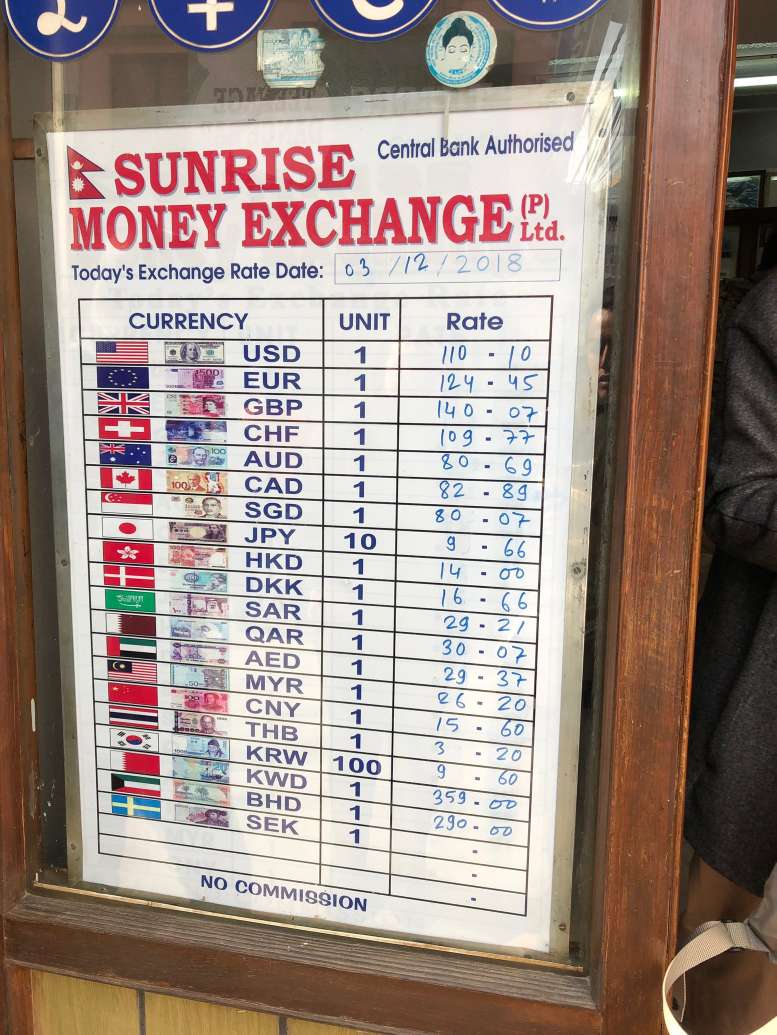 Central Bank Authorised
SUNRISE
MONEY EXCHANGE (P) Ltd.
Today's Exchange Rate Date: 03/12/2018
CURRENCY UNIT Rate
USD 1 110 - 10
EUR 1 124 - 45
GBP 1 140 - 07
CHF 1 109 - 77
AUD 1 80 - 69
CAD 1 82 - 89
SGD 1 80 - 07
JPY 10 9 - 66
HKD 1 14 - 00
DKK 1 16 - 66
SAR 1 29 - 21
QAR 1 30 - 07
AED 1 29 - 37
MYR 1 26 - 20
CNY 1 15 - 60
THB 1 3 - 20
KRW 100 9 - 60
KWD 1 359 - 00
BHD 1 290 - 00
SEK 1 -
-
-
NO COMMISSION